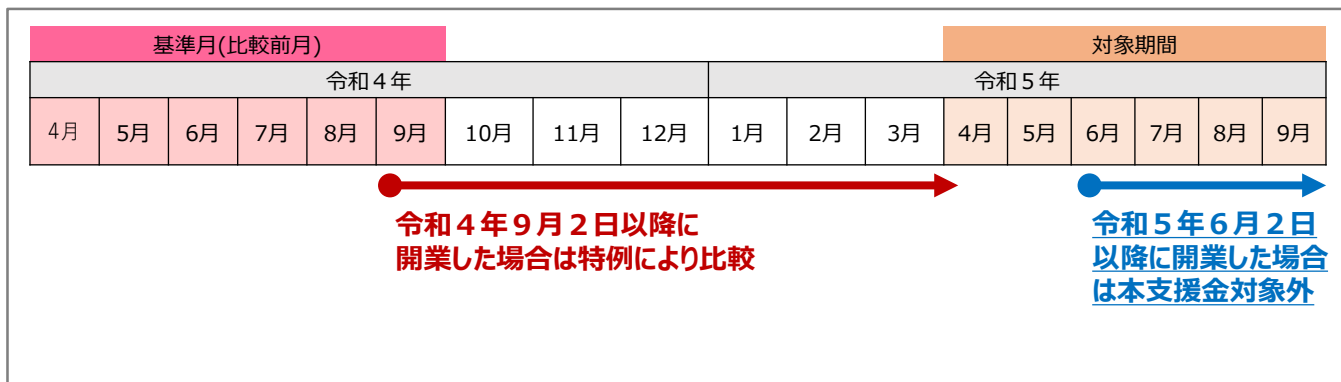 基準月(比較前月) 対象期間
令和４年 令和５年
4月 5月 6月 7月 8月 9月 10月 11月 12月 1月 2月 3月 4月 5月 6月 7月 8月 9月
令和４年９月２日以降に
開業した場合は特例により比較
令和５年６月２日
以降に開業した場合
は本支援金対象外